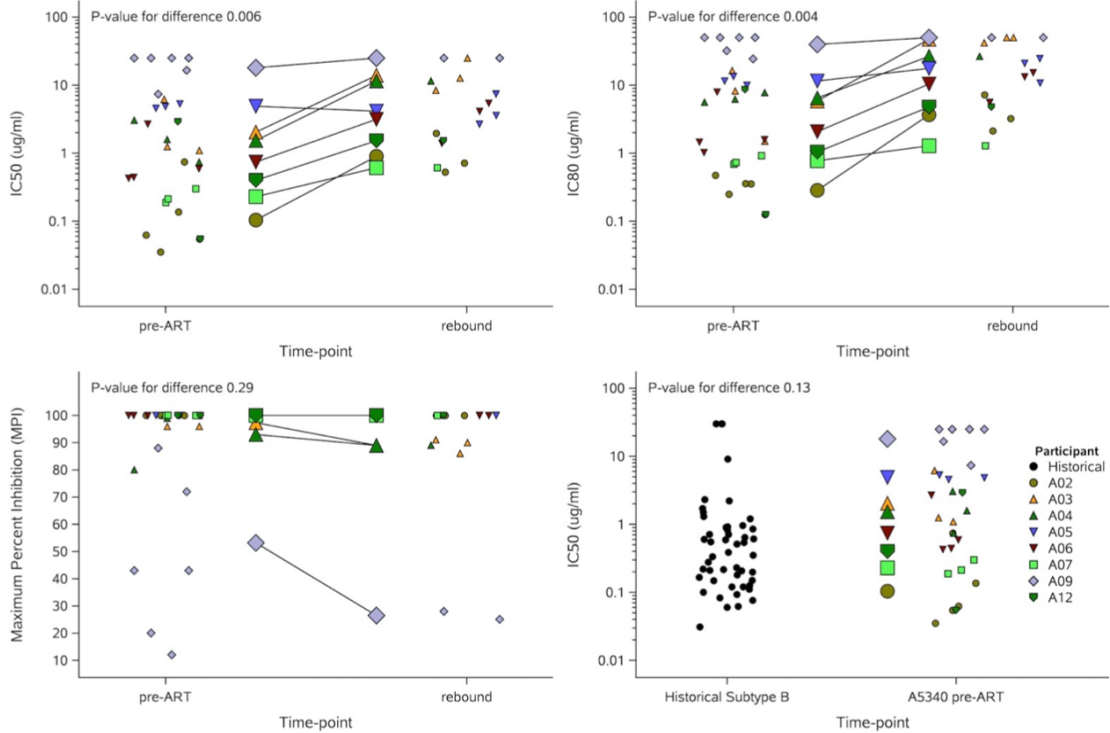 P-value for difference 0.006
100
10
1
0.1
0.01
IC50 (ug/ml)
pre-ART
rebound
Time-point
P-value for difference 0.004
100
10
1
0.1
0.01
IC80 (ug/ml)
pre-ART
rebound
Time-point
P-value for difference 0.29
100
90
80
70
60
50
40
30
20
10
Maximum Percent Inhibition (MPI)
pre-ART
rebound
Time-point
P-value for difference 0.13
100
10
1
0.1
0.01
IC50 (ug/ml)
Historical Subtype B
A5340 pre-ART
Time-point
Participant
Historical
A02
A03
A04
A05
A06
A07
A09
A12